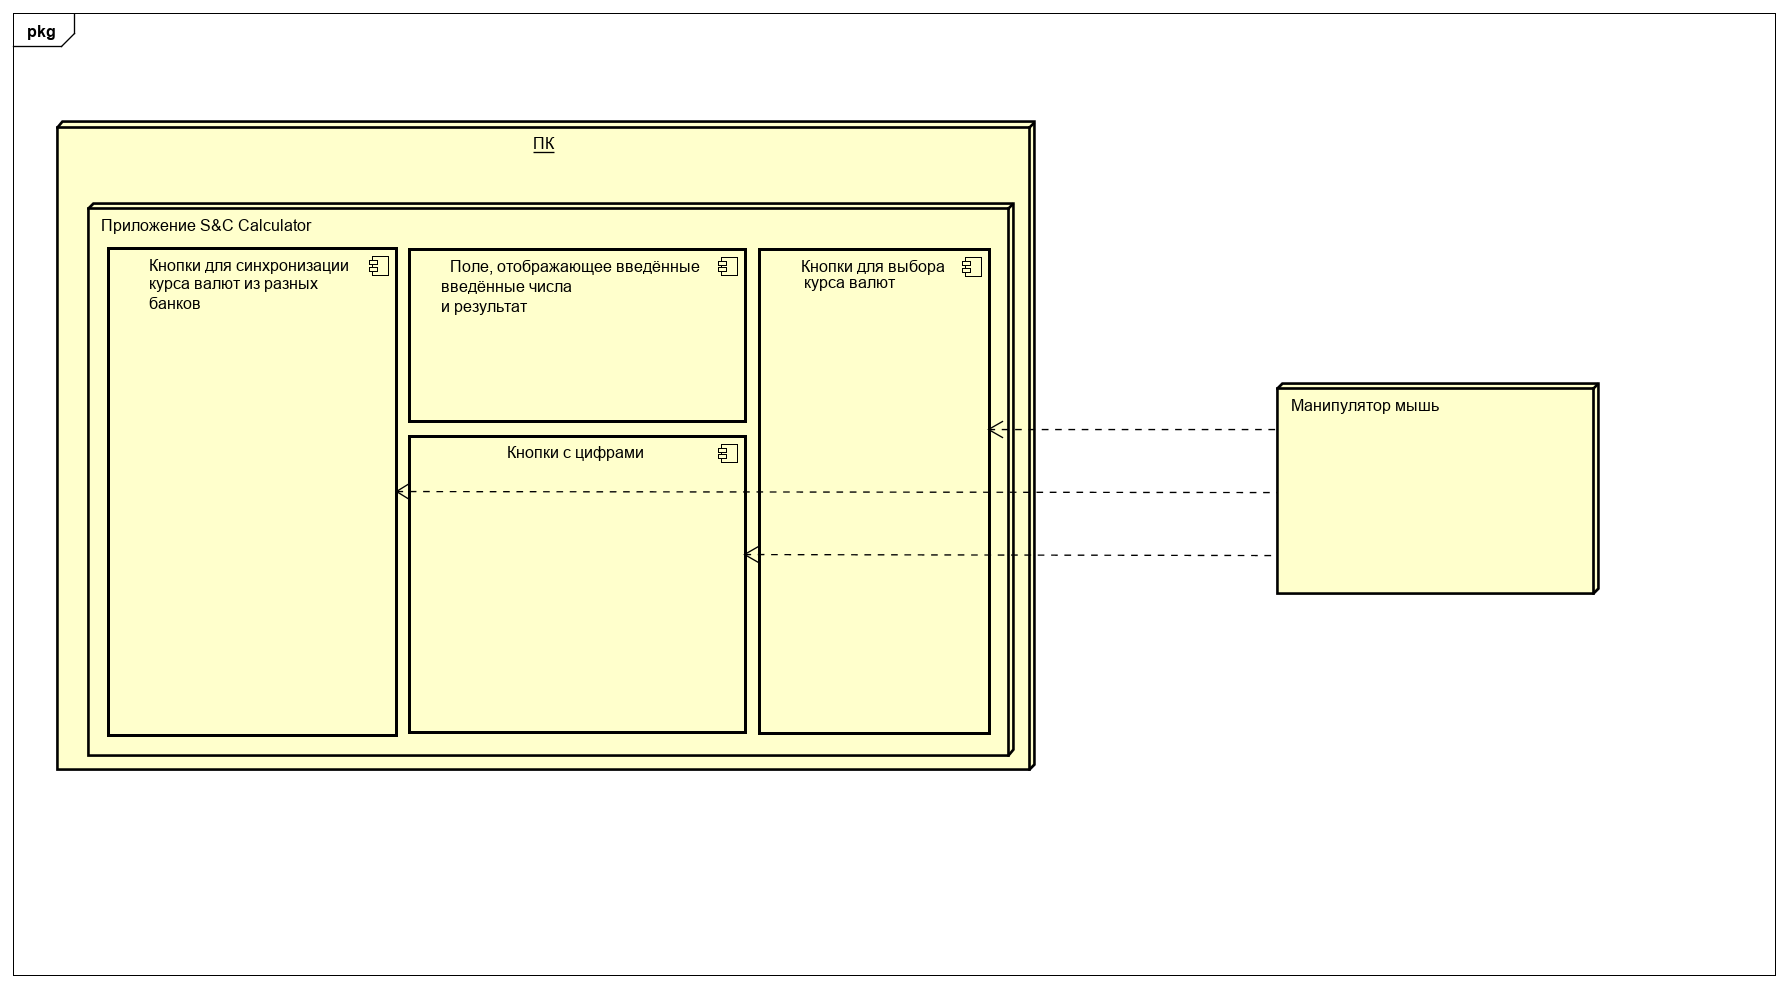 pkg
ПК
Приложение S&C Calculator
Кнопки для синхронизации
курса валют из разных
банков
Поле, отображающее введённые
введённые числа
и результат
Кнопки для выбора
курса валют
Кнопки с цифрами
Манипулятор мышь